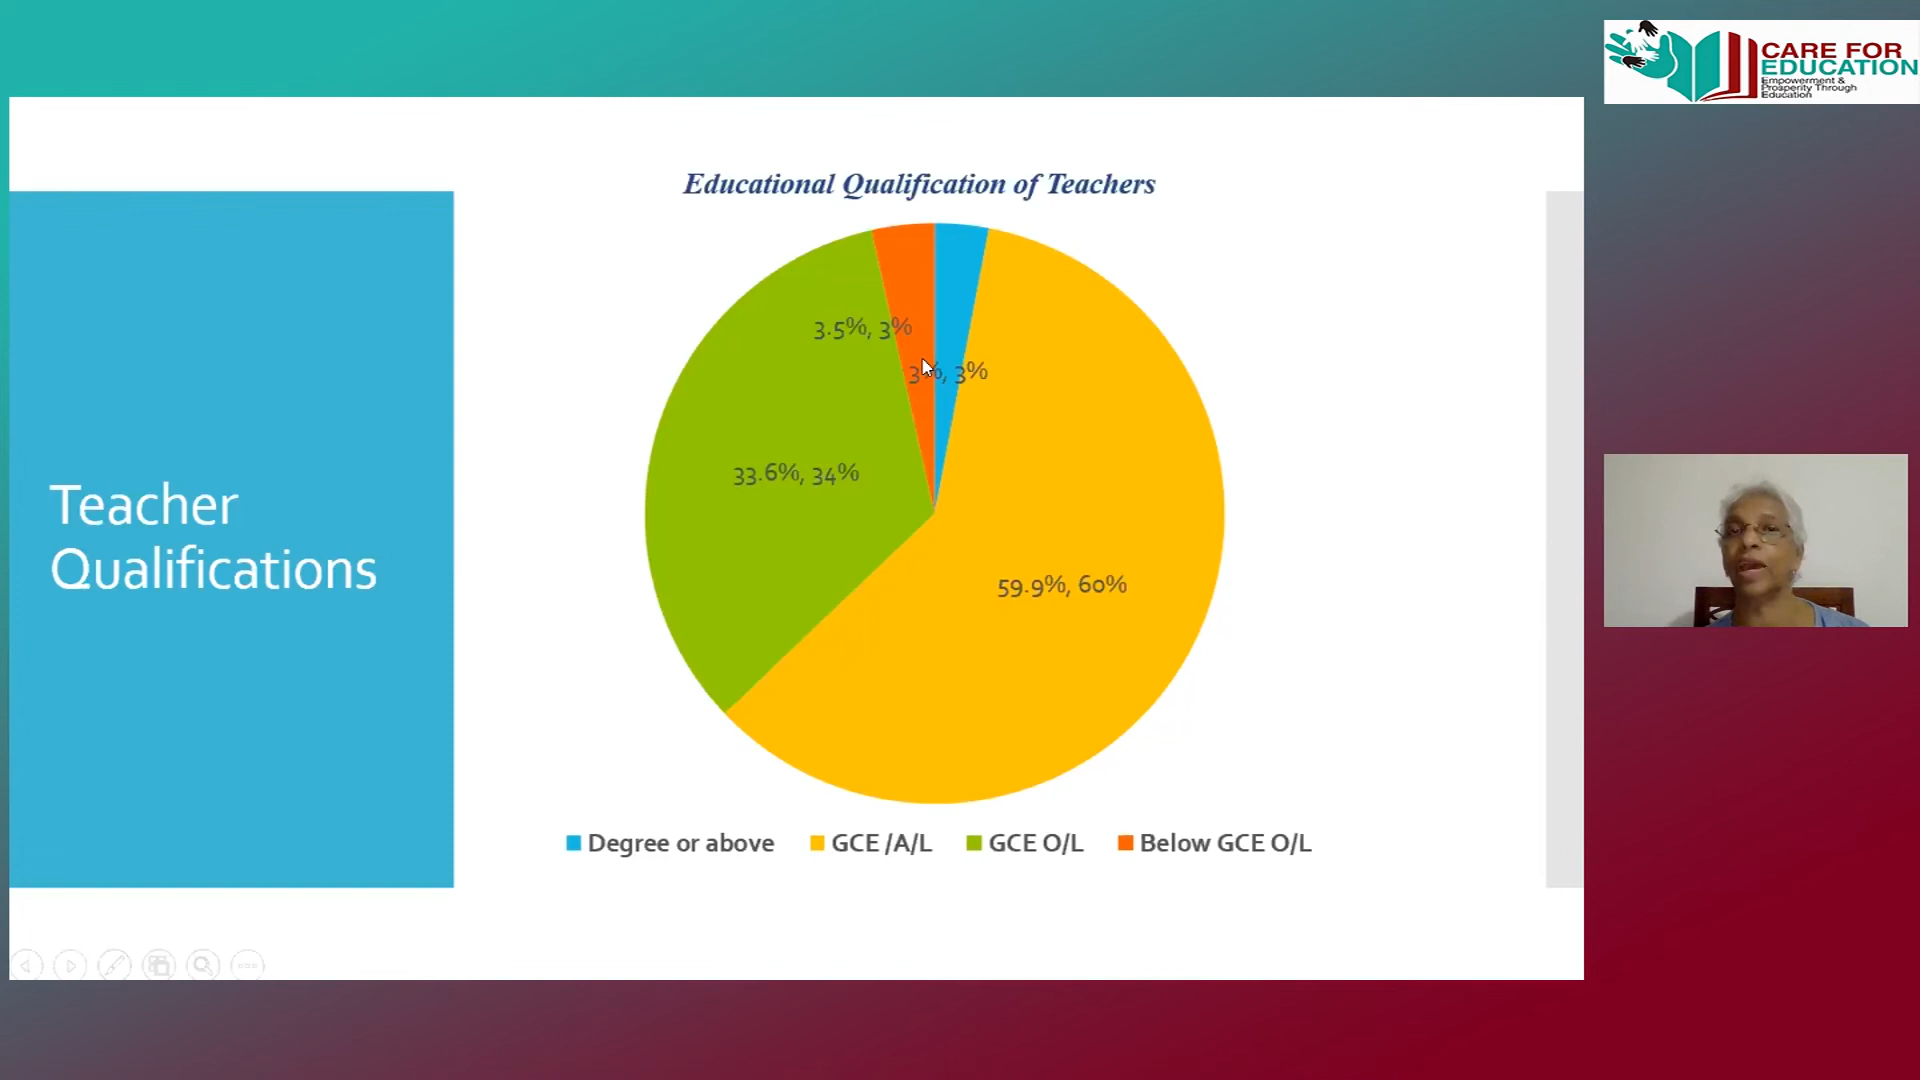 CARE FOR
EDUCATION
Empowerment &
Prosperity Through
Education
Educational Qualification of Teachers
3.5%, 3%
3%, 3%
33.6%, 34%
Teacher
Qualifications
59.9%, 60%
Degree or above
GCE /A/L
GCE O/L
Below GCE O/L